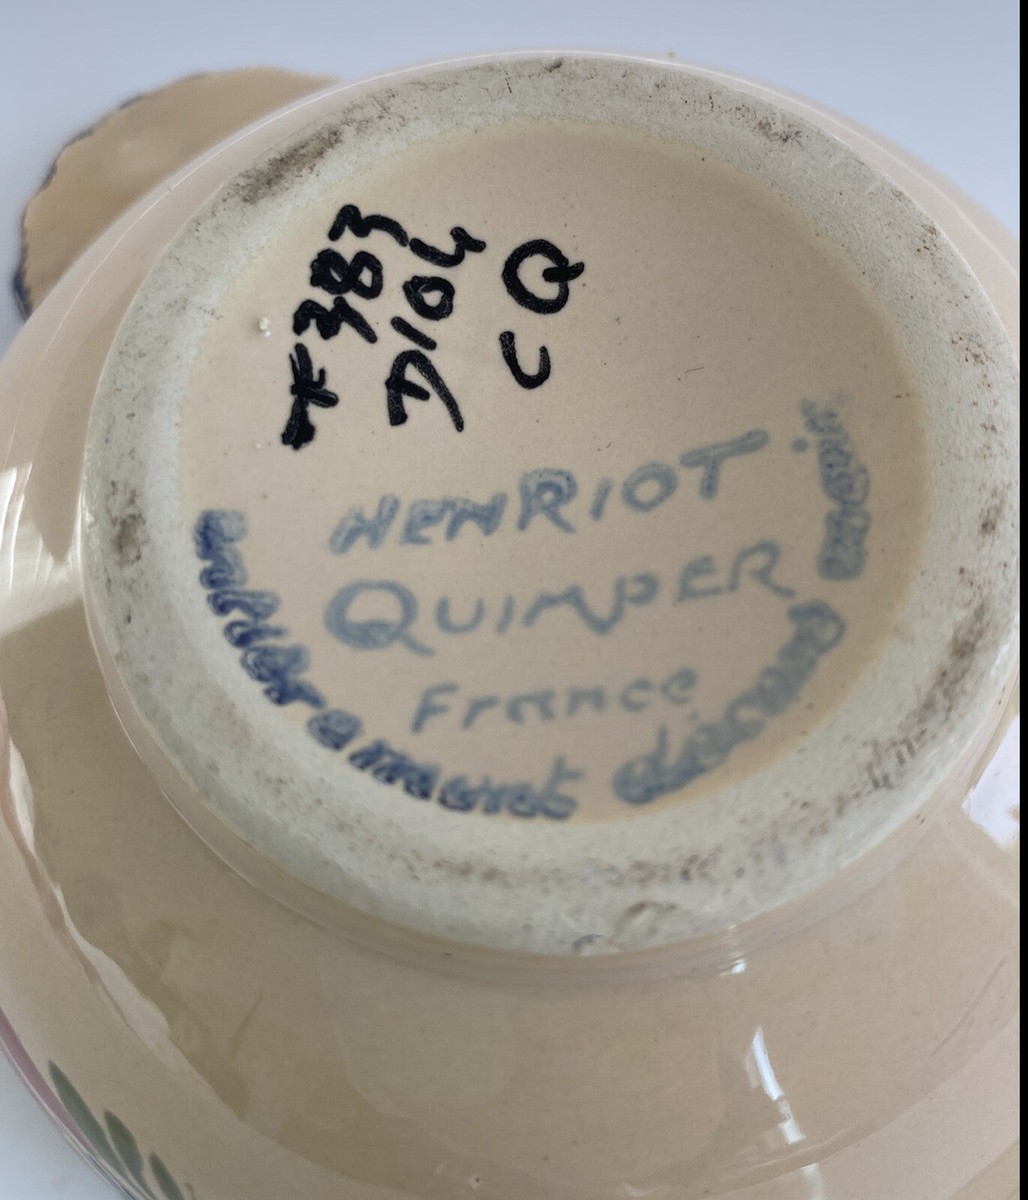 *383
D104
CQ
HENRIOT
QUIMPER
France
entièrement décoré main